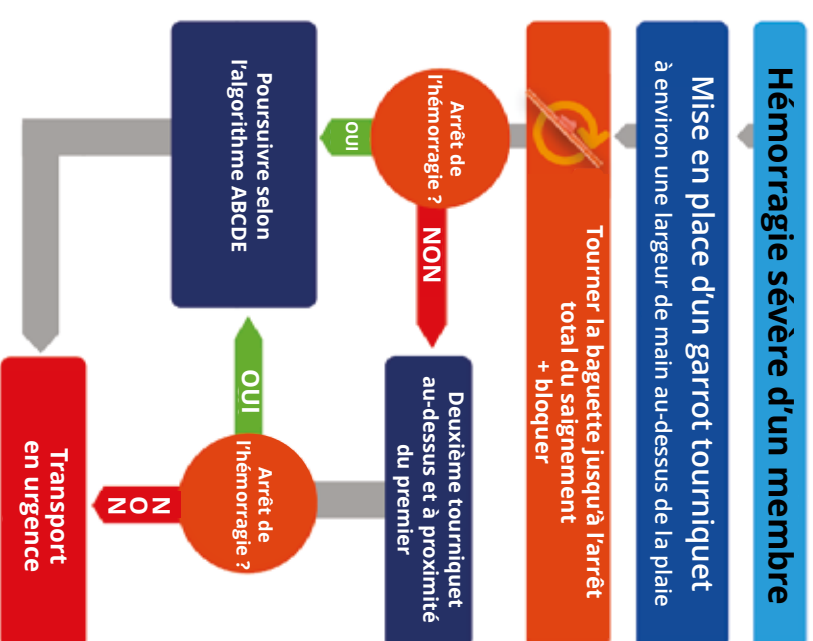 Hémorragie sévère d’un membre
Mise en place d’un garrot tourniquet
à environ une largeur de main au-dessus de la plaie
Tourner la baguette jusqu’à l’arrêt
total du saignement
+ bloquer
Arrêt de
l’hémorragie ?
NON
OUI
Deuxième tourniquet
au-dessus et à proximité
du premier
Poursuivre selon
l’algorithme ABCDE
Arrêt de
l’hémorragie ?
OUI
NON
Transport
en urgence